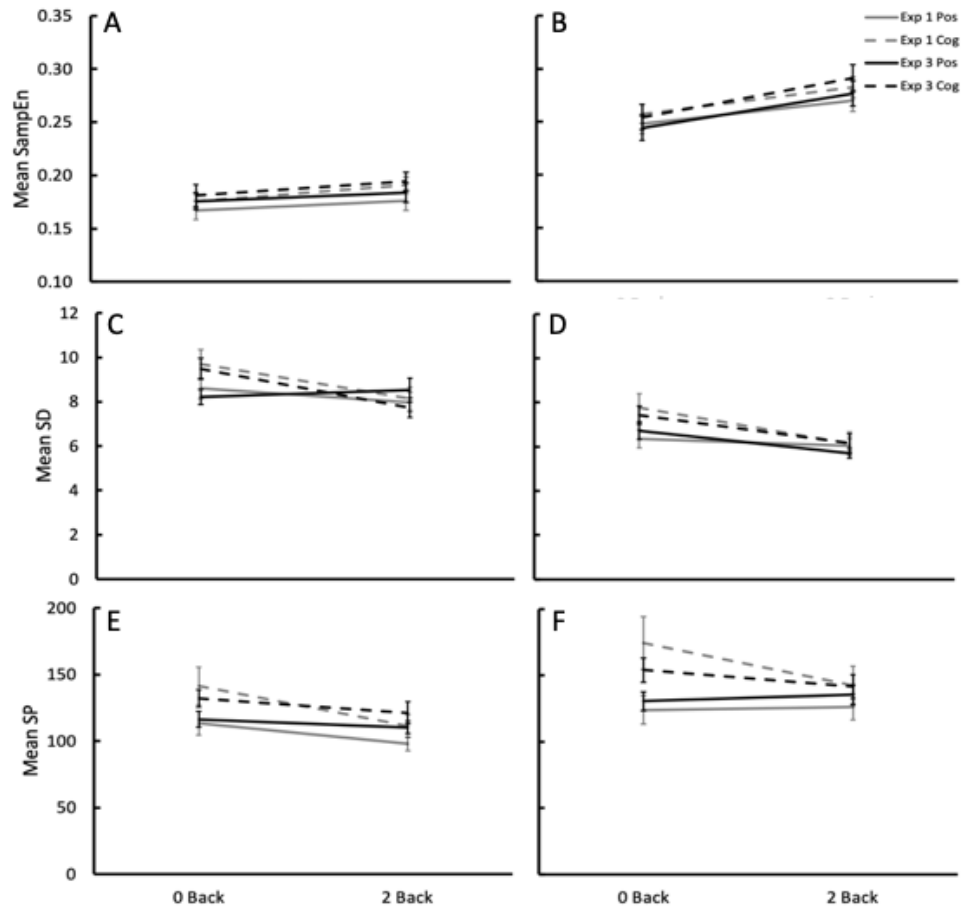 A
B
Exp 1 Pos
Exp 1 Cog
Exp 3 Pos
Exp 3 Cog
Mean SampEn
0.35
0.30
0.25
0.20
0.15
0.10
C
D
Mean SD
12
10
8
6
4
2
0
E
F
Mean SP
200
150
100
50
0
0 Back
2 Back
0 Back
2 Back